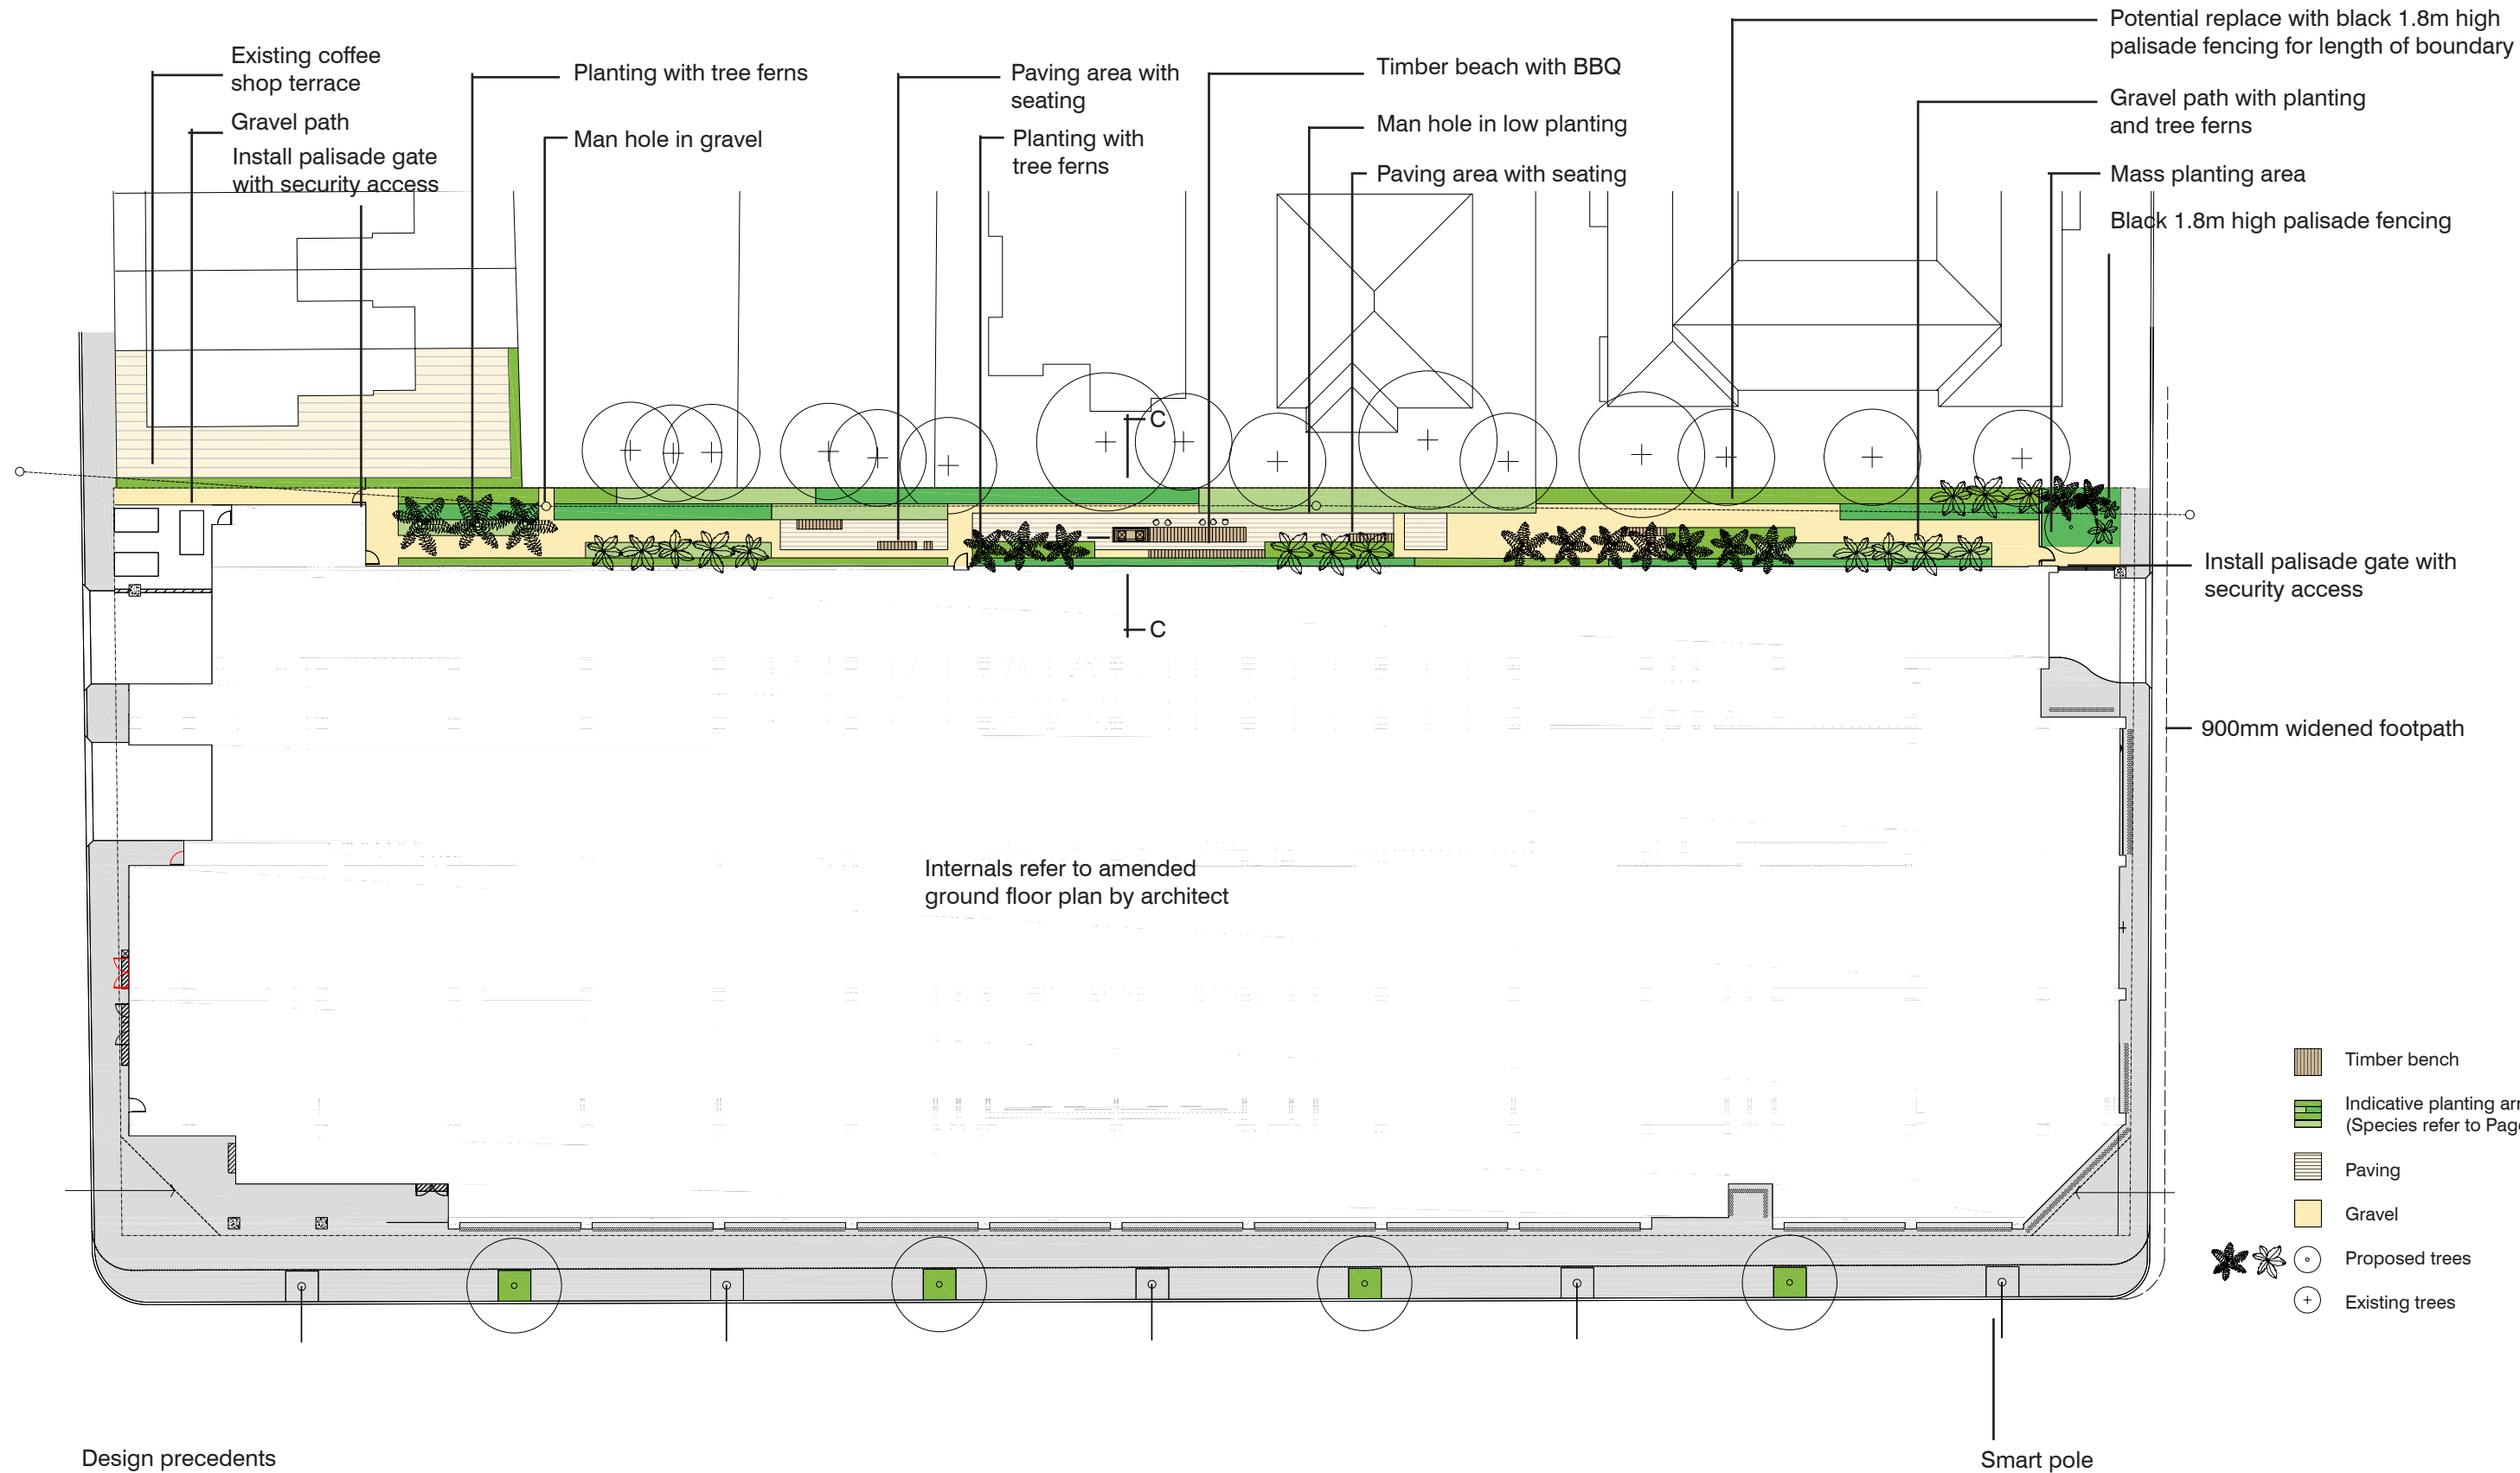 Existing coffee
shop terrace
Gravel path
Install palisade gate
with security access
Planting with tree ferns
Man hole in gravel
Paving area with
seating
Planting with
tree ferns
Timber beach with BBQ
Man hole in low planting
Paving area with seating
Potential replace with black 1.8m high
palisade fencing for length of boundary
Gravel path with planting
and tree ferns
Mass planting area
Black 1.8m high palisade fencing
C
C
Install palisade gate with
security access
900mm widened footpath
Internals refer to amended
ground floor plan by architect
Timber bench
Indicative planting
(Species refer to
Paving
Gravel
Proposed trees
Existing trees
Design precedents
Smart pole